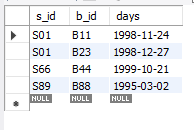 s_id b_id days
S01 B11 1998-11-24
S01 B23 1998-12-27
S66 B44 1999-10-21
S89 B88 1995-03-02
NULL NULL NULL